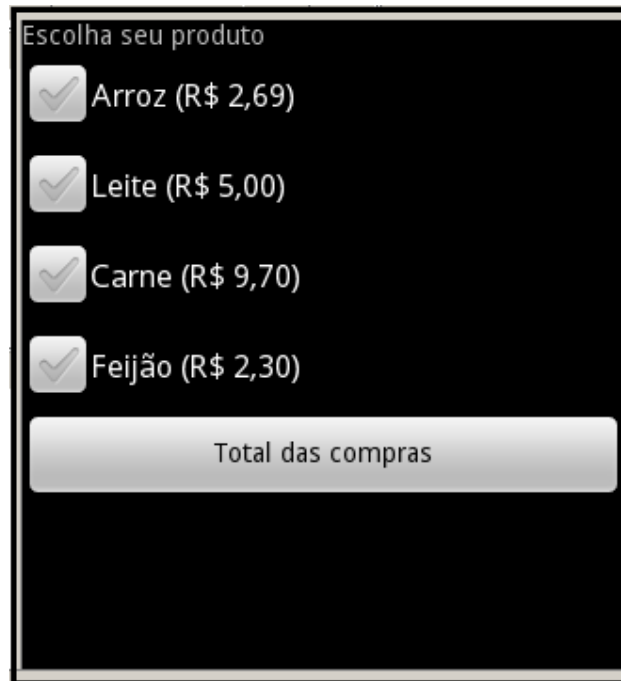 Escolha seu produto
Arroz (R$ 2,69)
Leite (R$ 5,00)
Carne (R$ 9,70)
Feijão (R$ 2,30)
Total das compras